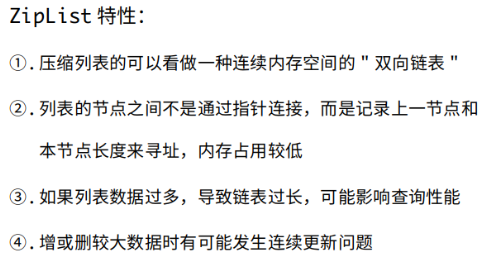 ZipList 特性：
①. 压缩列表的可以看做一种连续内存空间的 " 双向链表 "
②. 列表的节点之间不是通过指针连接，而是记录上一节点和
本节点长度来寻址，内存占用较低
③. 如果列表数据过多，导致链表过长，可能影响查询性能
④. 增或删较大数据时有可能发生连续更新问题